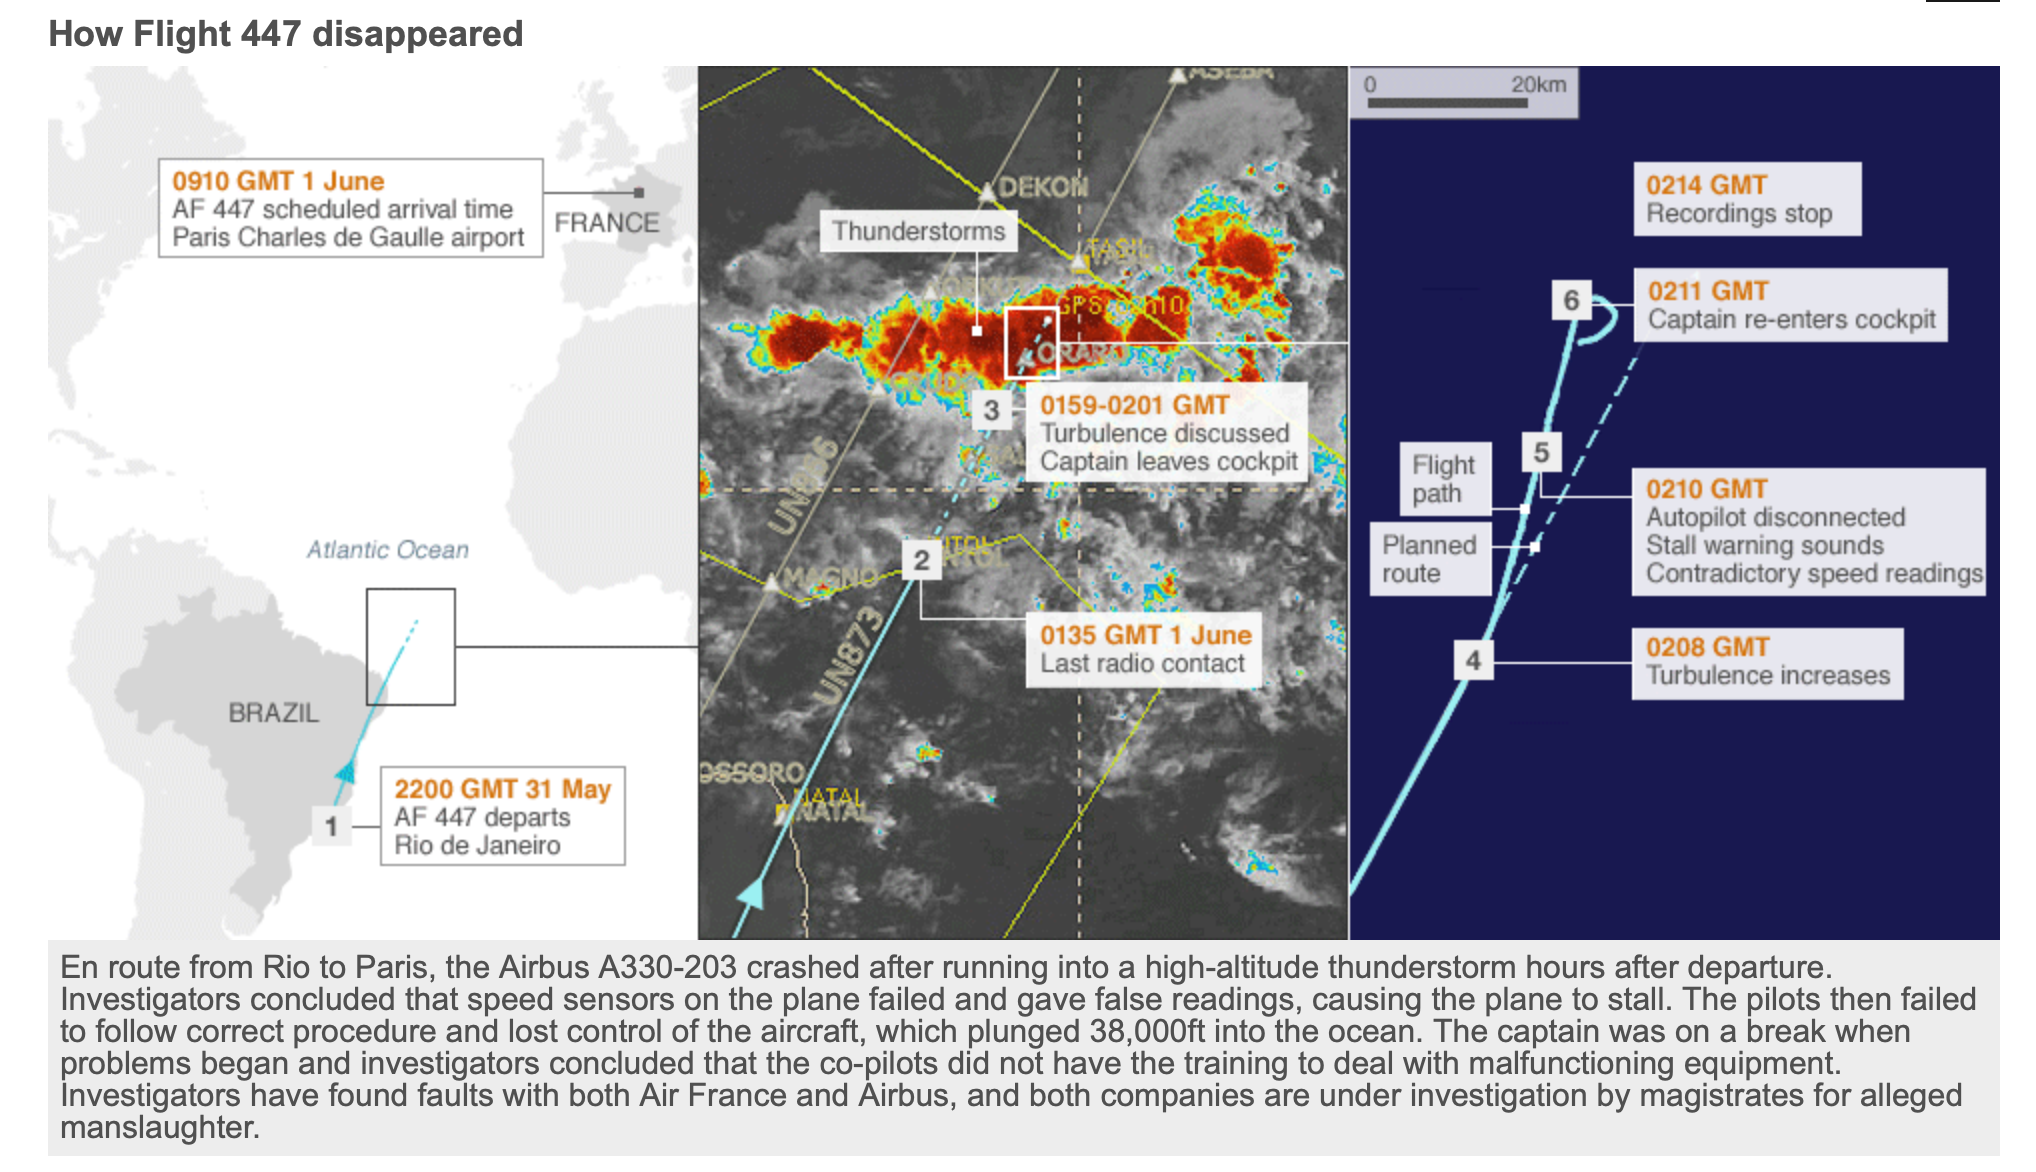 How Flight 447 disappeared
0910 GMT 1 June
AF 447 scheduled arrival time
Paris Charles de Gaulle airport
FRANCE
Atlantic Ocean
BRAZIL
1
2200 GMT 31 May
AF 447 departs
Rio de Janeiro
ASEBA
DEKON
Thunderstorms
TASIL
ORARO
3
0159-0201 GMT
Turbulence discussed
Captain leaves cockpit
UN866
2
INTOL
MAGNO
UN873
0135 GMT 1 June
Last radio contact
OSSORO
NATAL
NATAL
0
20km
0214 GMT
Recordings stop
6
0211 GMT
Captain re-enters cockpit
5
Flight
path
0210 GMT
Autopilot disconnected
Stall warning sounds
Contradictory speed readings
Planned
route
4
0208 GMT
Turbulence increases
En route from Rio to Paris, the Airbus A330-203 crashed after running into a high-altitude thunderstorm hours after departure.
Investigators concluded that speed sensors on the plane failed and gave false readings, causing the plane to stall. The pilots then failed
to follow correct procedure and lost control of the aircraft, which plunged 38,000ft into the ocean. The captain was on a break when
problems began and investigators concluded that the co-pilots did not have the training to deal with malfunctioning equipment.
Investigators have found faults with both Air France and Airbus, and both companies are under investigation by magistrates for alleged
manslaughter.